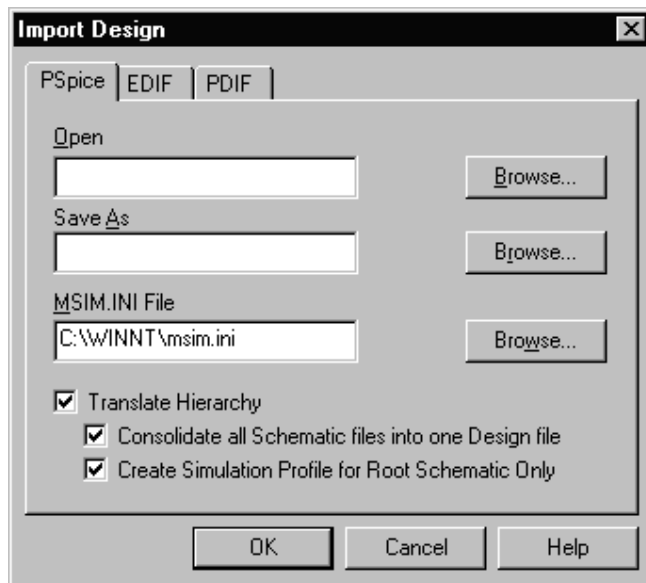 Import Design
PSpice EDIF PDIF
Open
Browse...
Save As
Browse...
MSIM.INI File
C:\WINNT\msim.ini
Browse...
Translate Hierarchy
Consolidate all Schematic files into one Design file
Create Simulation Profile for Root Schematic Only
OK Cancel Help